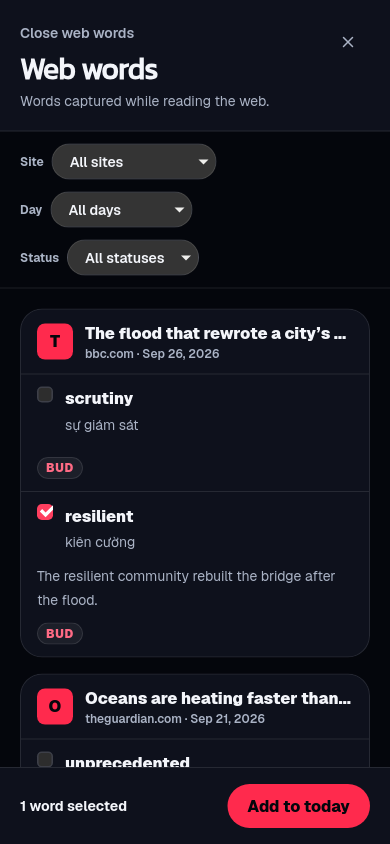 Close web words
Web words
Words captured while reading the web.
Site
All sites
Day
All days
Status
All statuses
T
The flood that rewrote a city’s ...
bbc.com · Sep 26, 2026
scrutiny
sự giám sát
BUD
resilient
kiên cường
The resilient community rebuilt the bridge after
the flood.
BUD
O
Oceans are heating faster than...
theguardian.com · Sep 21, 2026
unprecedented
1 word selected
Add to today